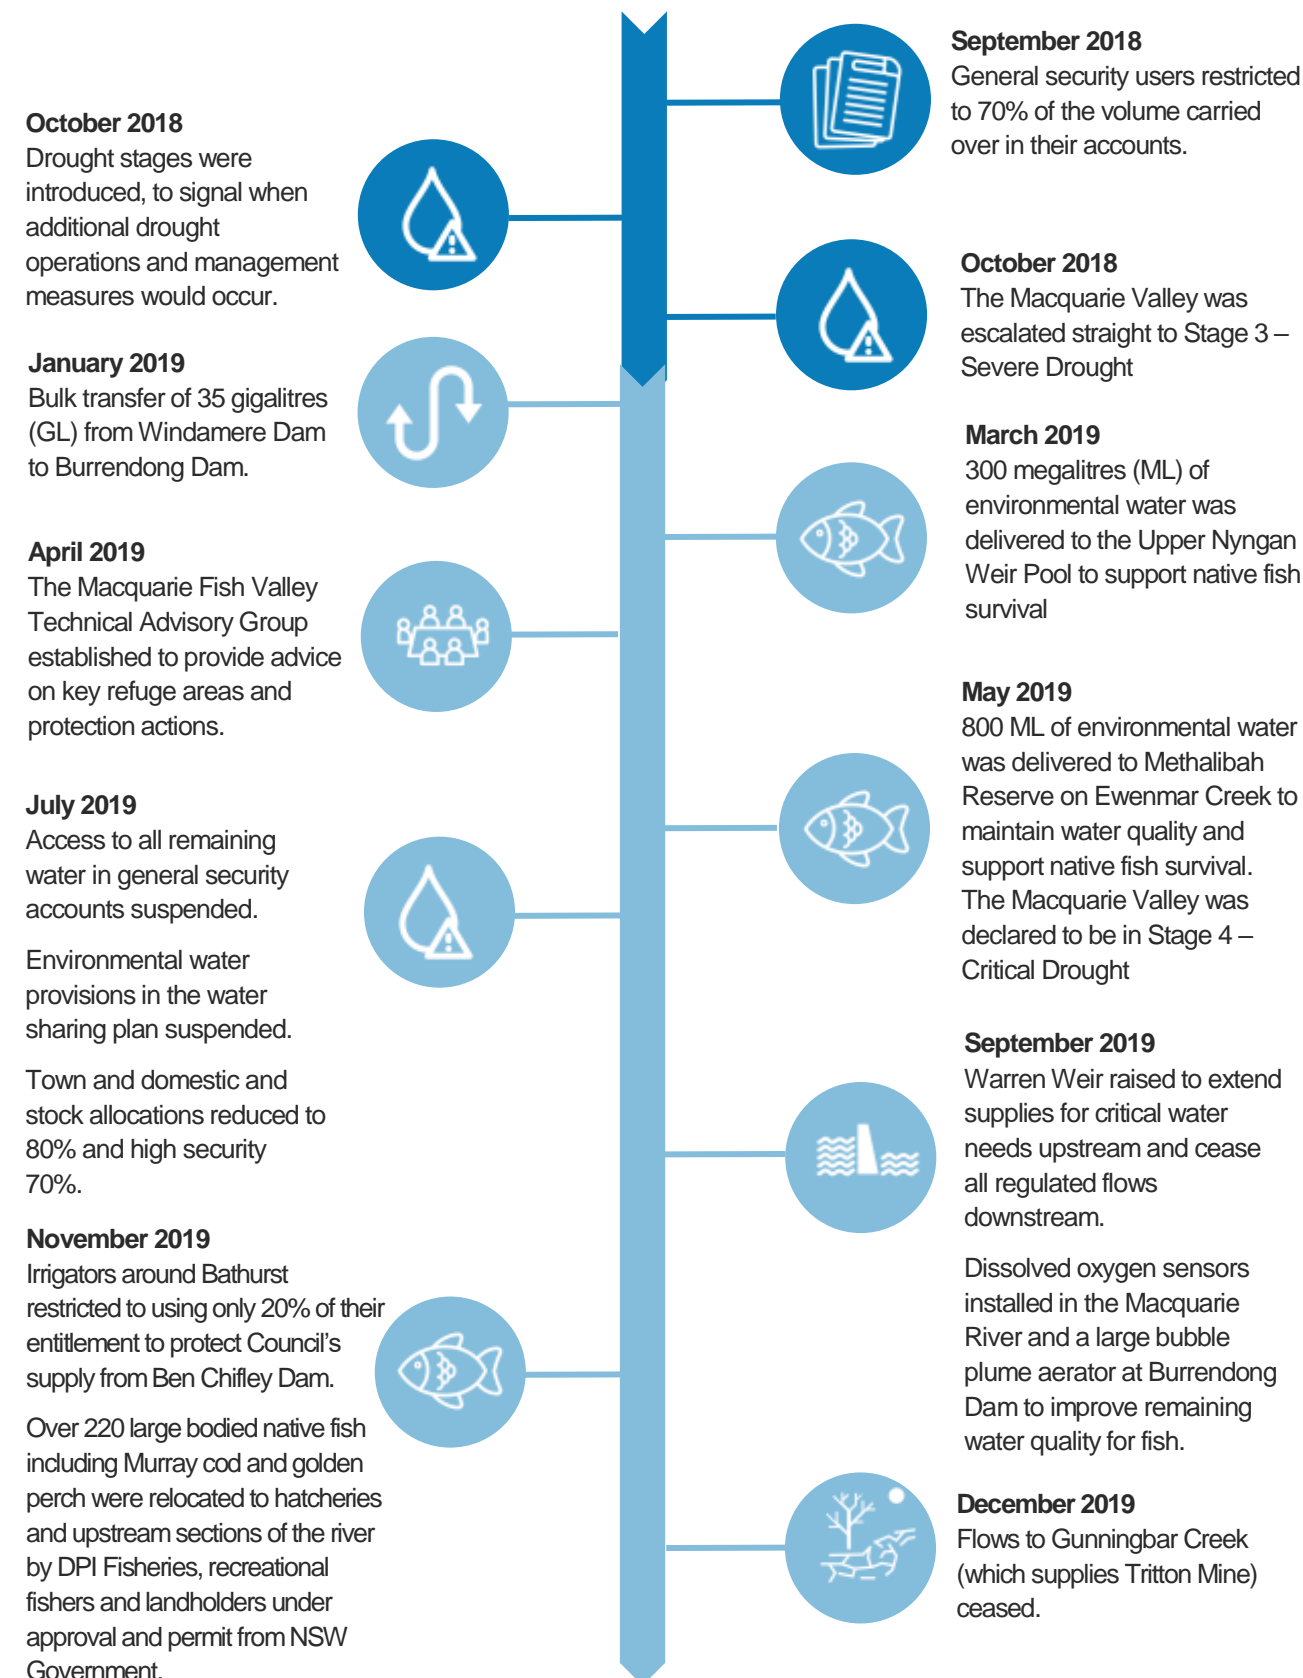 September 2018
General security users restricted
to 70% of the volume carried
over in their accounts.
October 2018
Drought stages were
introduced, to signal when
additional drought
operations and management
measures would occur.
October 2018
The Macquarie Valley was
escalated straight to Stage 3 –
Severe Drought
January 2019
Bulk transfer of 35 gigalitres
(GL) from Windamere Dam
to Burrendong Dam.
March 2019
300 megalitres (ML) of
environmental water was
delivered to the Upper Nyngan
Weir Pool to support native fish
survival
April 2019
The Macquarie Fish Valley
Technical Advisory Group
established to provide advice
on key refuge areas and
protection actions.
May 2019
800 ML of environmental water
was delivered to Methalibah
Reserve on Ewenmar Creek to
maintain water quality and
support native fish survival.
The Macquarie Valley was
declared to be in Stage 4 –
Critical Drought
July 2019
Access to all remaining
water in general security
accounts suspended.
Environmental water
provisions in the water
sharing plan suspended.
Town and domestic and
stock allocations reduced to
80% and high security
70%.
September 2019
Warren Weir raised to extend
supplies for critical water
needs upstream and cease
all regulated flows
downstream.
Dissolved oxygen sensors
installed in the Macquarie
River and a large bubble
plume aerator at Burrendong
Dam to improve remaining
water quality for fish.
November 2019
Irrigators around Bathurst
restricted to using only 20% of their
entitlement to protect Council's
supply from Ben Chifley Dam.
Over 220 large bodied native fish
including Murray cod and golden
perch were relocated to hatcheries
and upstream sections of the river
by DPI Fisheries, recreational
fishers and landholders under
approval and permit from NSW
Government.
December 2019
Flows to Gunningbar Creek
(which supplies Tritton Mine)
ceased.